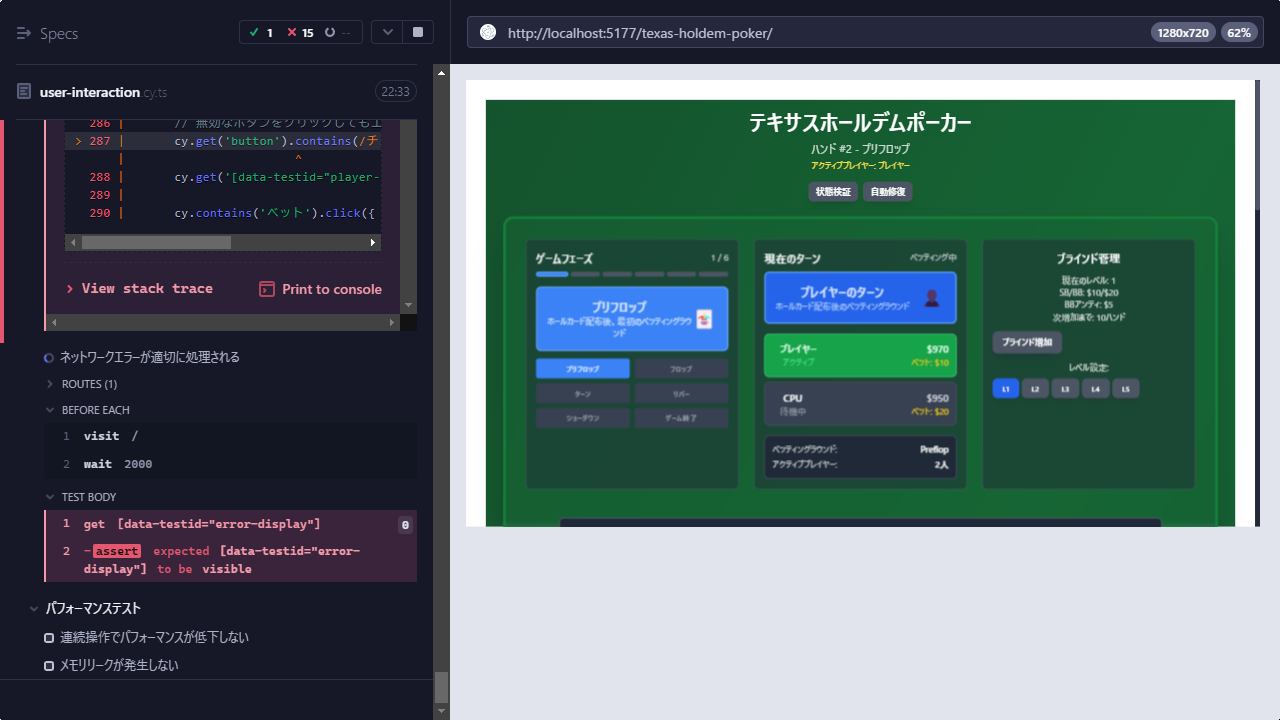 Specs
1
15
--
user-interaction.cy.ts
22:33
286 | // 無効なボタンをクリックしてもエ
> 287 | cy.get('button').contains(/チ
| ^
288 | cy.get('[data-testid="player-
289 |
290 | cy.contains('ベット').click({
View stack trace
Print to console
ネットワークエラーが適切に処理される
ROUTES (1)
BEFORE EACH
1 visit /
2 wait 2000
TEST BODY
1 get [data-testid="error-display"] 0
2 -assert expected [data-testid="error-
display"] to be visible
パフォーマンステスト
連続操作でパフォーマンスが低下しない
メモリリークが発生しない
http://localhost:5177/texas-holdem-poker/
1280x720
62%
テキサスホールデムポーカー
ハンド #2 - プリフロップ
アクティブプレイヤー: プレイヤー
状態検証
自動修復
ゲームフェーズ
1 / 6
プリフロップ
ホールカード配布後、最初のベッティングラウ
ンド
プリフロップ
フロップ
ターン
リバー
ショーダウン
ゲーム終了
現在のターン
ベッティング中
プレイヤーのターン
ホールカード配布後のベッティングラウンド
プレイヤー
$970
アクティブ
ベット: $10
CPU
$950
待機中
ベット: $20
ベッティングラウンド:
Preflop
アクティブプレイヤー:
2人
ブラインド管理
現在のレベル: 1
SB/BB: $10/$20
BBアンティ: $5
次増加まで: 10ハンド
ブラインド増加
レベル設定:
L1
L2
L3
L4
L5